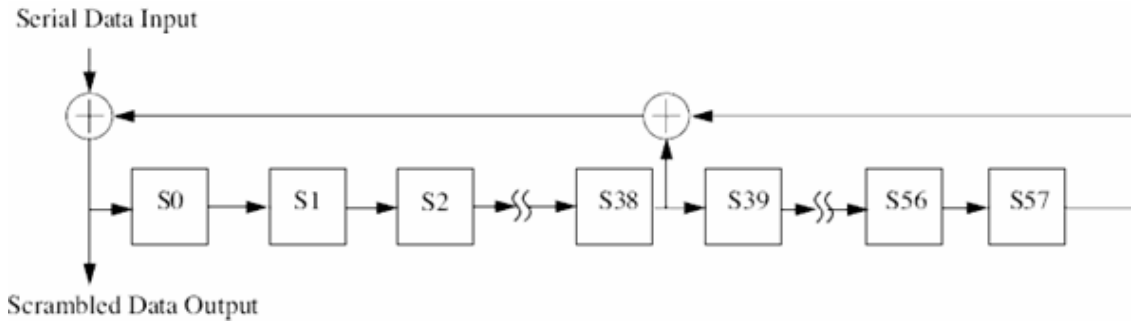 Serial Data Input
S0 S1 S2 S38 S39 S56 S57
Scrambled Data Output